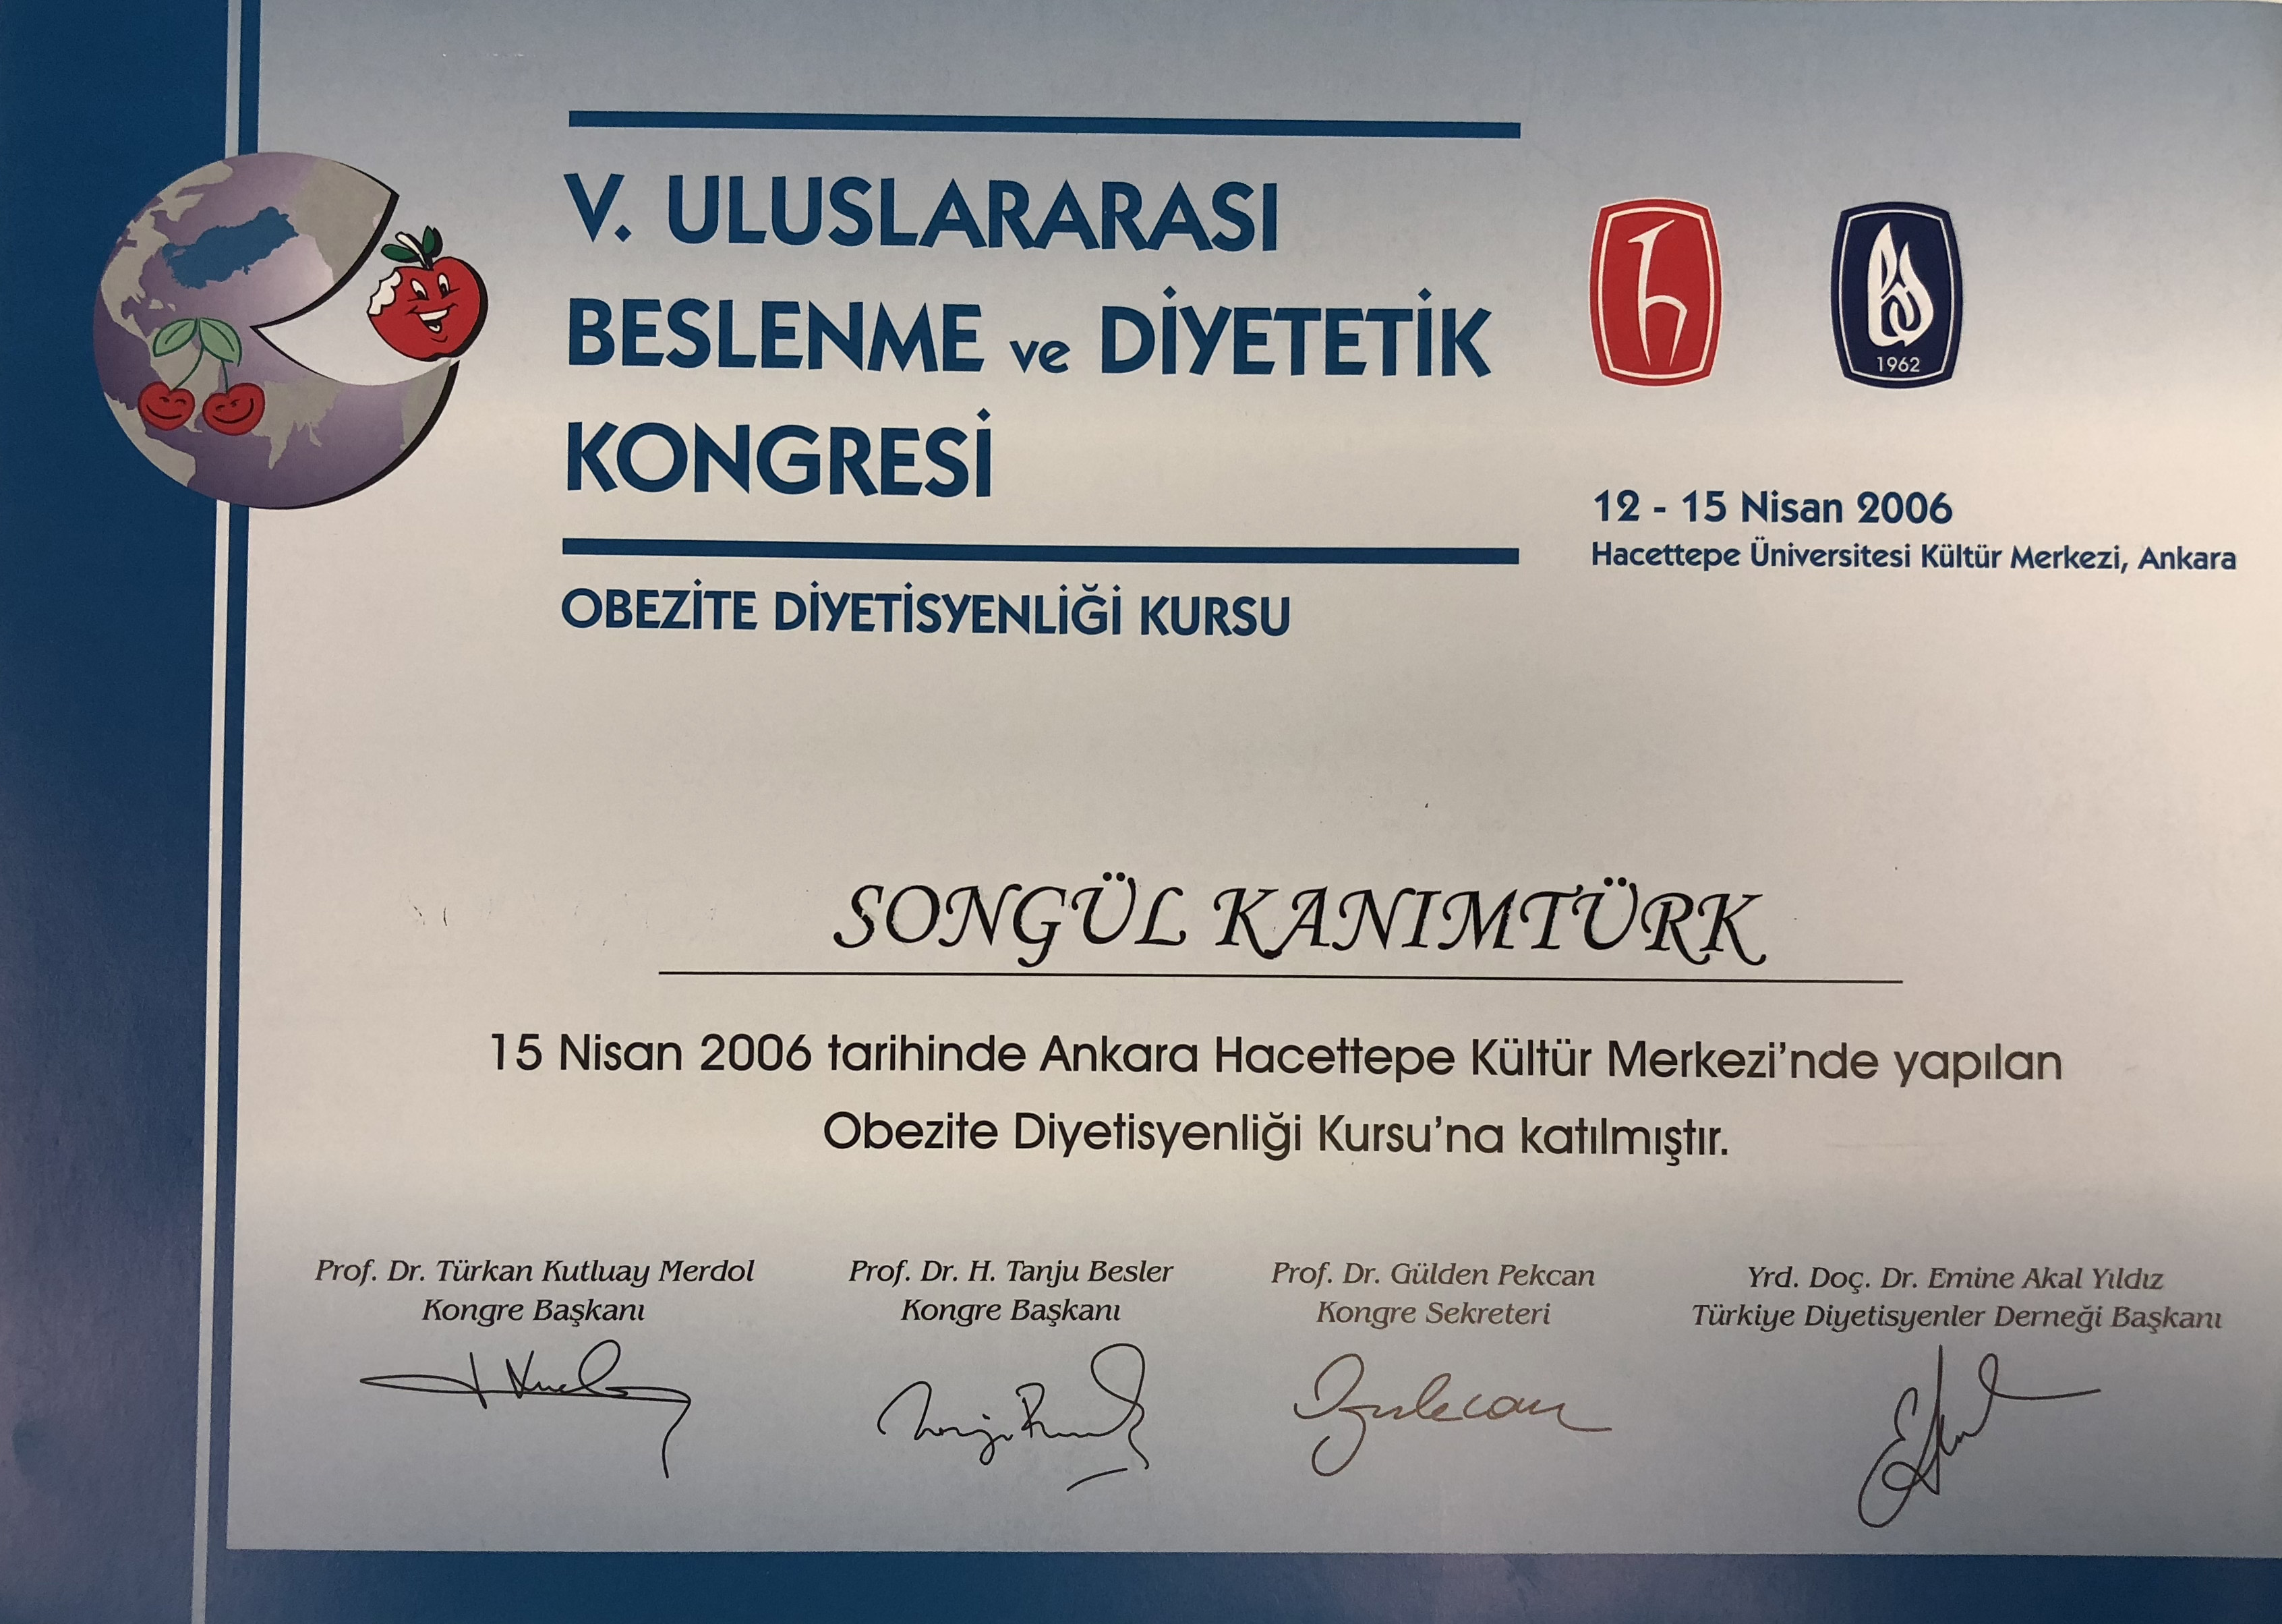 V. ULUSLARARASI
BESLENME ve DİYETETİK
KONGRESİ
1962
12 - 15 Nisan 2006
Hacettepe Üniversitesi Kültür Merkezi, Ankara
OBEZİTE DİYETİSYENLİĞİ KURSU
SONGÜL KANIMTÜRK
15 Nisan 2006 tarihinde Ankara Hacettepe Kültür Merkezi'nde yapılan
Obezite Diyetisyenliği Kursu'na katılmıştır.
Prof. Dr. Türkan Kutluay Merdol
Kongre Başkanı
Prof. Dr. H. Tanju Besler
Kongre Başkanı
Prof. Dr. Gülden Pekcan
Kongre Sekreteri
Yrd. Doç. Dr. Emine Akal Yıldız
Türkiye Diyetisyenler Derneği Başkanı